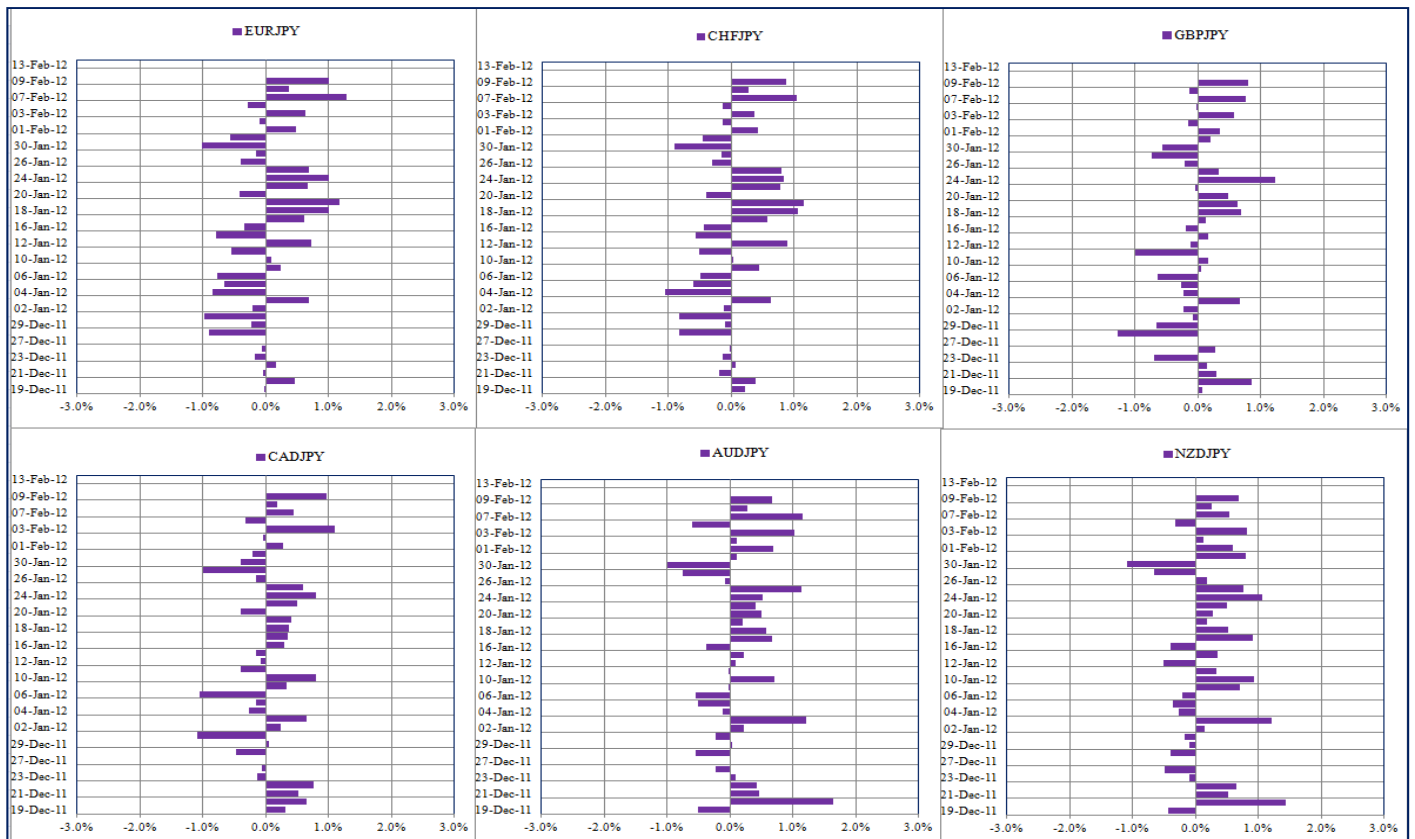 EURJPY
13-Feb-12
09-Feb-12
07-Feb-12
03-Feb-12
01-Feb-12
30-Jan-12
26-Jan-12
24-Jan-12
20-Jan-12
18-Jan-12
16-Jan-12
12-Jan-12
10-Jan-12
06-Jan-12
04-Jan-12
02-Jan-12
29-Dec-11
27-Dec-11
23-Dec-11
21-Dec-11
19-Dec-11
-3.0% -2.0% -1.0% 0.0% 1.0% 2.0% 3.0%
CHFJPY
13-Feb-12
09-Feb-12
07-Feb-12
03-Feb-12
01-Feb-12
30-Jan-12
26-Jan-12
24-Jan-12
20-Jan-12
18-Jan-12
16-Jan-12
12-Jan-12
10-Jan-12
06-Jan-12
04-Jan-12
02-Jan-12
29-Dec-11
27-Dec-11
23-Dec-11
21-Dec-11
19-Dec-11
-3.0% -2.0% -1.0% 0.0% 1.0% 2.0% 3.0%
GBPJPY
13-Feb-12
09-Feb-12
07-Feb-12
03-Feb-12
01-Feb-12
30-Jan-12
26-Jan-12
24-Jan-12
20-Jan-12
18-Jan-12
16-Jan-12
12-Jan-12
10-Jan-12
06-Jan-12
04-Jan-12
02-Jan-12
29-Dec-11
27-Dec-11
23-Dec-11
21-Dec-11
19-Dec-11
-3.0% -2.0% -1.0% 0.0% 1.0% 2.0% 3.0%
CADJPY
13-Feb-12
09-Feb-12
07-Feb-12
03-Feb-12
01-Feb-12
30-Jan-12
26-Jan-12
24-Jan-12
20-Jan-12
18-Jan-12
16-Jan-12
12-Jan-12
10-Jan-12
06-Jan-12
04-Jan-12
02-Jan-12
29-Dec-11
27-Dec-11
23-Dec-11
21-Dec-11
19-Dec-11
-3.0% -2.0% -1.0% 0.0% 1.0% 2.0% 3.0%
AUDJPY
13-Feb-12
09-Feb-12
07-Feb-12
03-Feb-12
01-Feb-12
30-Jan-12
26-Jan-12
24-Jan-12
20-Jan-12
18-Jan-12
16-Jan-12
12-Jan-12
10-Jan-12
06-Jan-12
04-Jan-12
02-Jan-12
29-Dec-11
27-Dec-11
23-Dec-11
21-Dec-11
19-Dec-11
-3.0% -2.0% -1.0% 0.0% 1.0% 2.0% 3.0%
NZDJPY
13-Feb-12
09-Feb-12
07-Feb-12
03-Feb-12
01-Feb-12
30-Jan-12
26-Jan-12
24-Jan-12
20-Jan-12
18-Jan-12
16-Jan-12
12-Jan-12
10-Jan-12
06-Jan-12
04-Jan-12
02-Jan-12
29-Dec-11
27-Dec-11
23-Dec-11
21-Dec-11
19-Dec-11
-3.0% -2.0% -1.0% 0.0% 1.0% 2.0% 3.0%